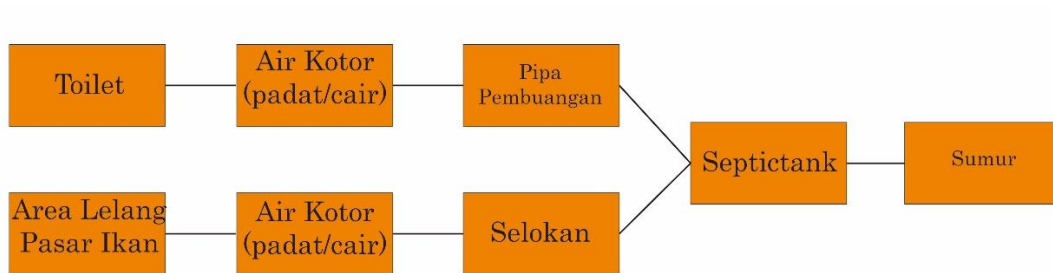 Toilet
Air Kotor
(padat/cair)
Pipa
Pembuangan
Septictank
Sumur
Area Lelang
Pasar Ikan
Air Kotor
(padat/cair)
Selokan